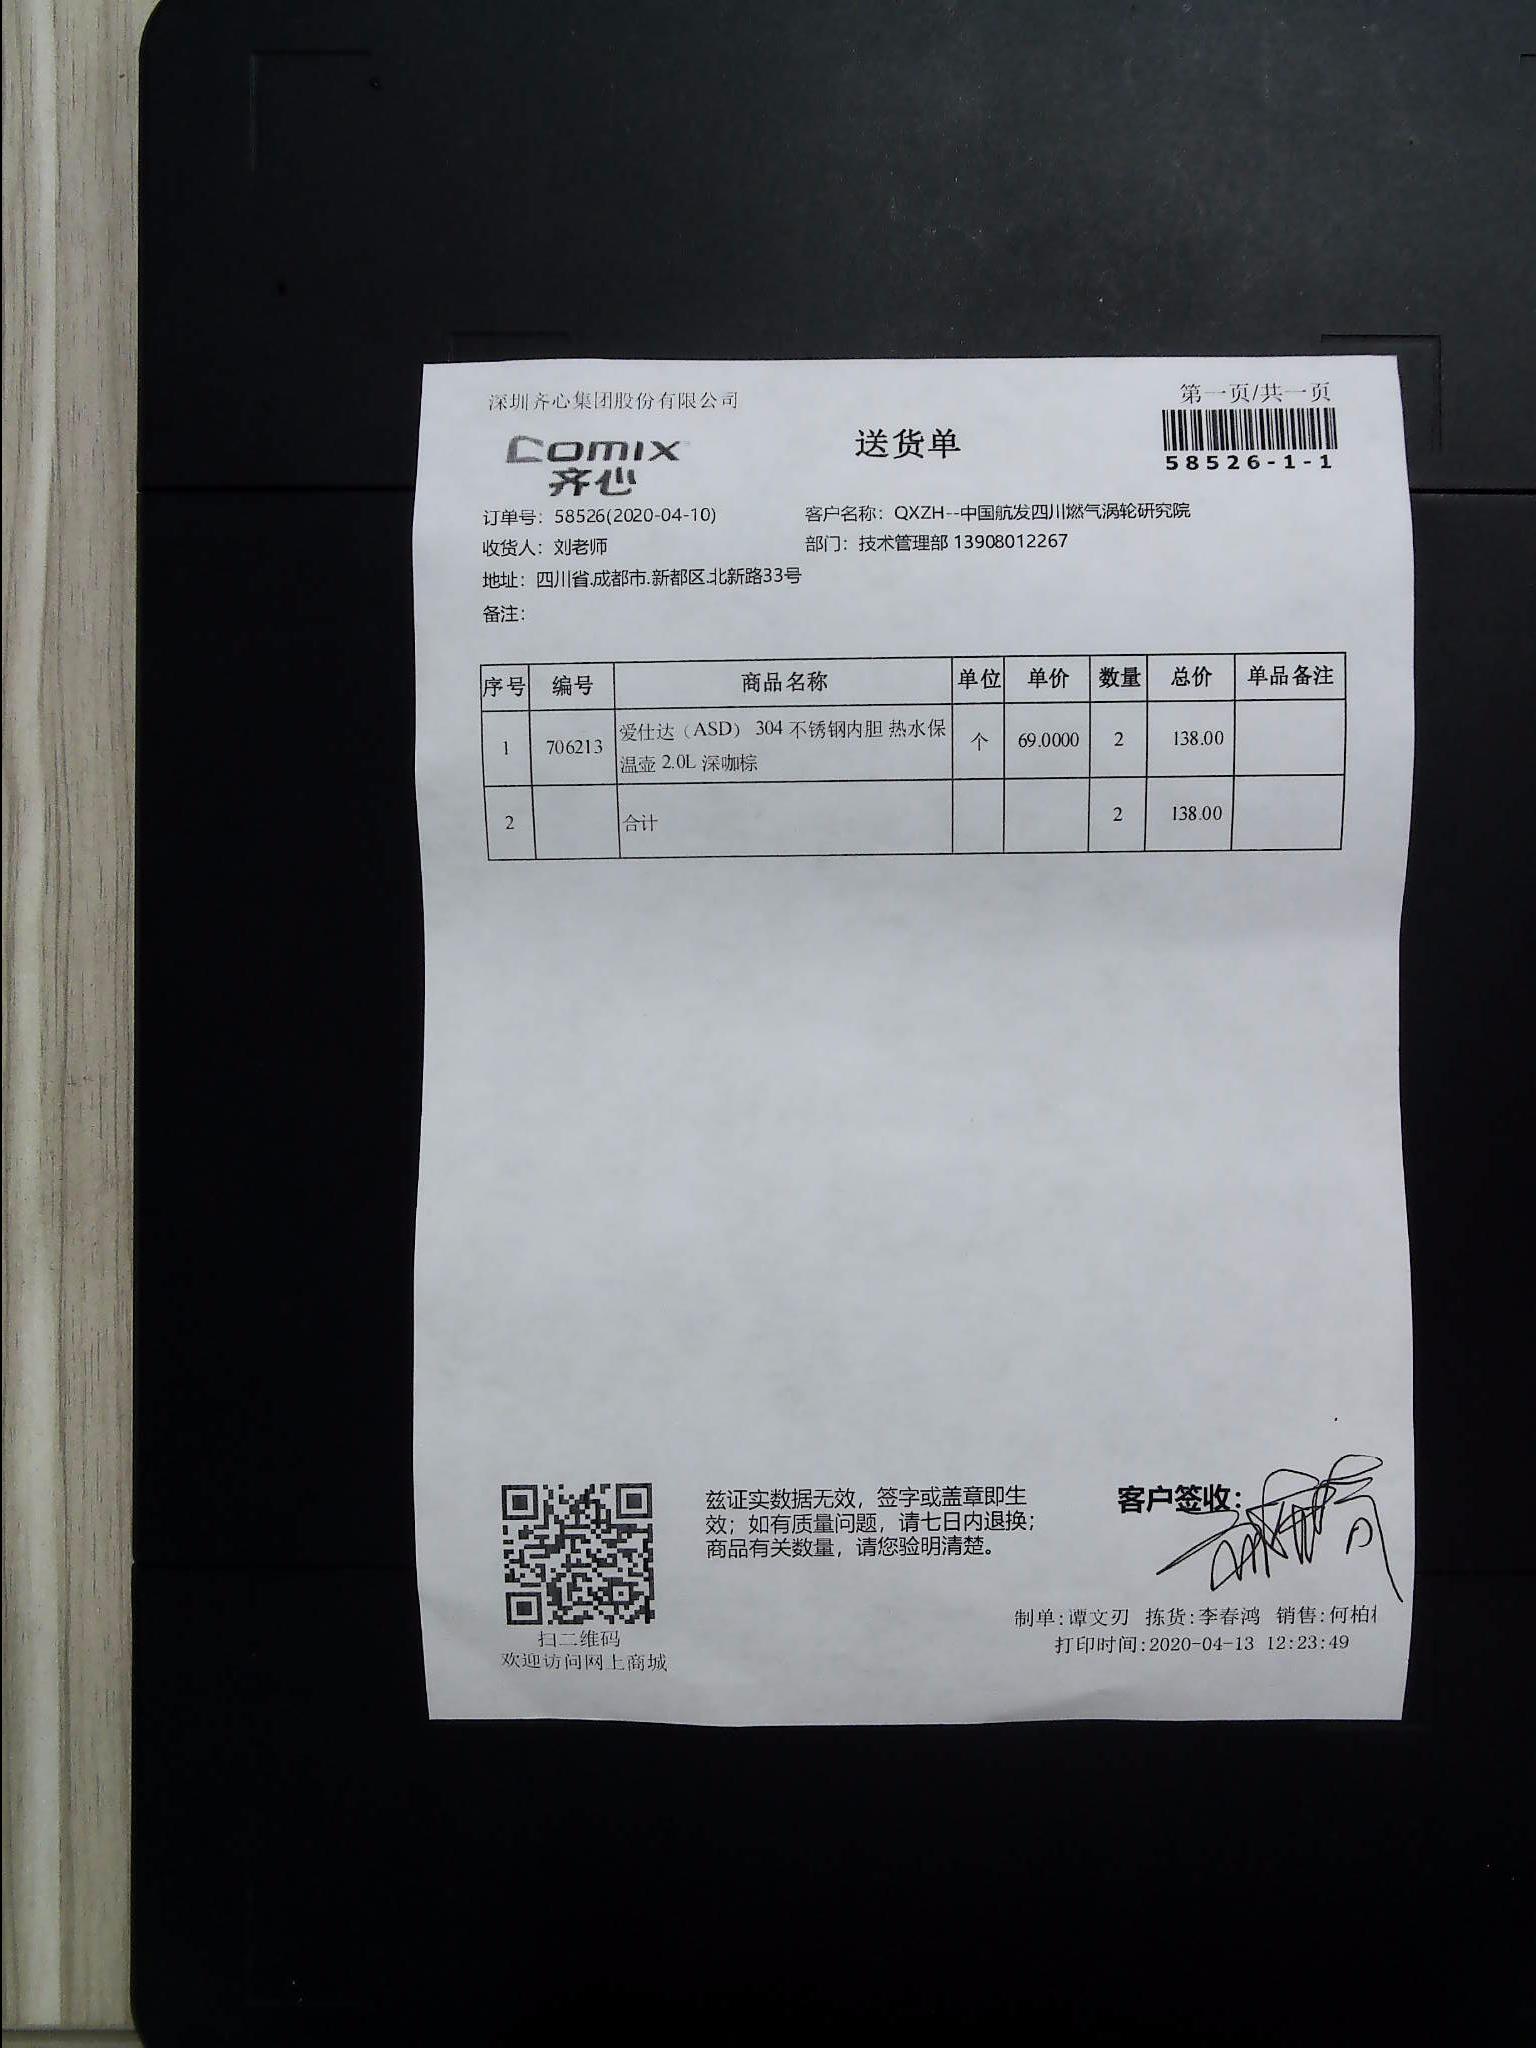 深圳齐心集团股份有限公司
第一页/共一页
comix
齐心
送货单
58526-1-1
订单号：58526(2020-04-10)
客户名称：QXZH--中国航发四川燃气涡轮研究院
收货人：刘老师
部门：技术管理部 13908012267
地址：四川省.成都市.新都区.北新路33号
备注：
序号 编号 商品名称 单位 单价 数量 总价 单品备注
1 706213 爱仕达（ASD） 304 不锈钢内胆 热水保 个 69.0000 2 138.00
温壶 2.0L 深咖棕
2 合计 2 138.00
兹证实数据无效，签字或盖章即生
效；如有质量问题，请七日内退换；
商品有关数量，请您验明清楚。
客户签收：
扫二维码
欢迎访问网上商城
制单:谭文刃 拣货:李春鸿 销售:何柏
打印时间:2020-04-13 12:23:49